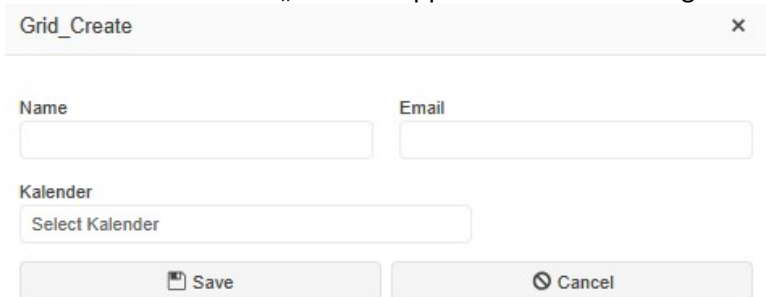 Grid_Create ×
Name Email
Kalender
Select Kalender
Save Cancel